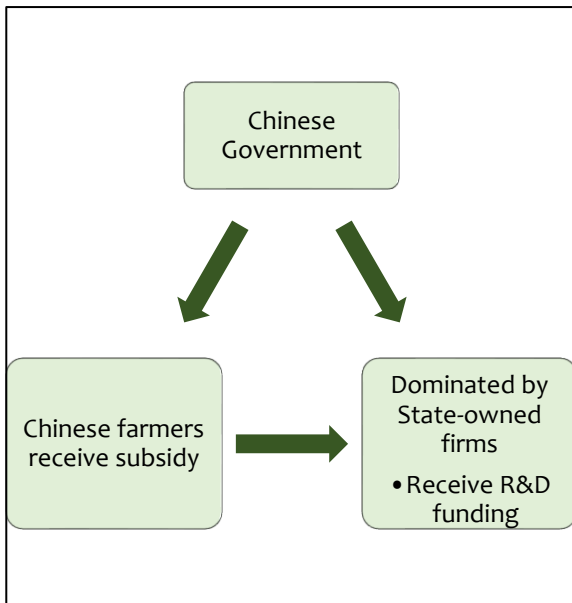 Chinese
Government
Chinese farmers
receive subsidy
Dominated by
State-owned
firms
•Receive R&D
funding